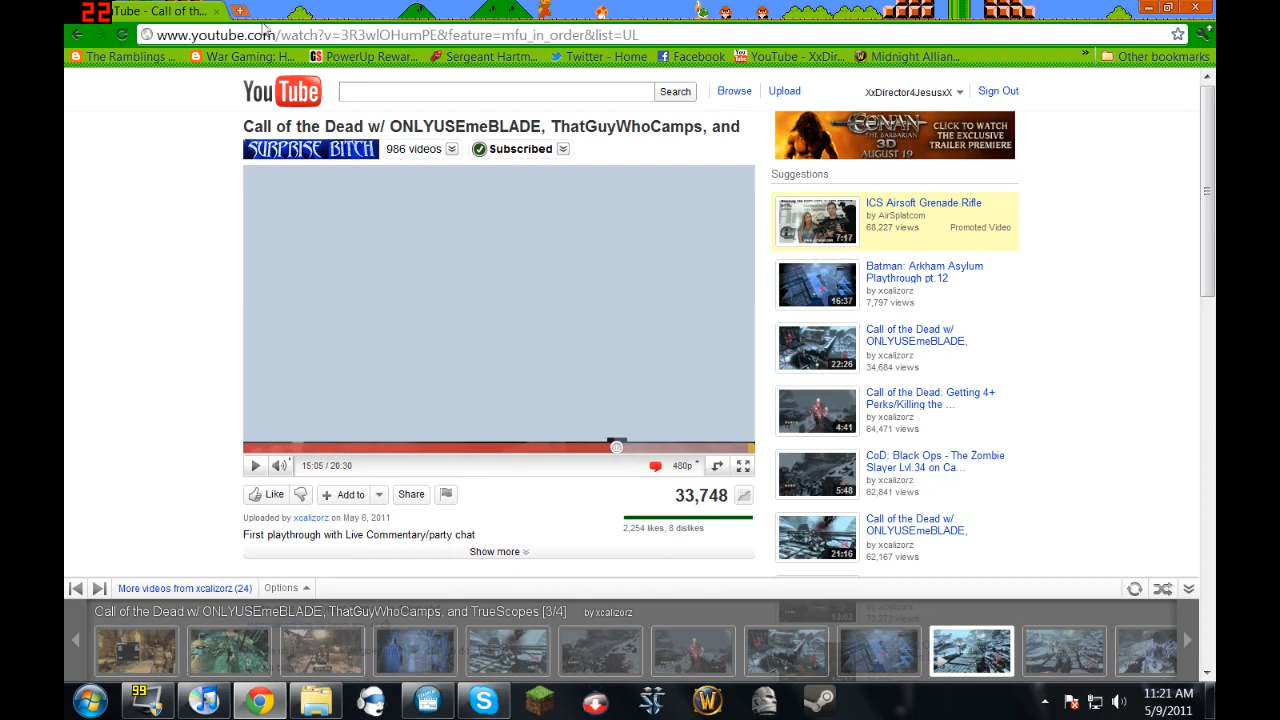 22
uTube - Call of th...
www.youtube.com/watch?v=3R3wlOHumPE&feature=mfu_in_order&list=UL
The Ramblings ... War Gaming: H... PowerUp Rewar... Sergeant Hartm... Twitter - Home Facebook YouTube - XxDir... Midnight Allian... » Other bookmarks
YouTube Search Browse Upload XxDirector4JesusxX Sign Out
Call of the Dead w/ ONLYUSEmeBLADE, ThatGuyWhoCamps, and
SURPRISE BITCH 986 videos Subscribed
CONAN
THE BARBARIAN
3D
AUGUST 19
CLICK TO WATCH
THE EXCLUSIVE
TRAILER PREMIERE
Suggestions
ICS Airsoft Grenade Rifle
by AirSplatcom
68,227 views Promoted Video
7:17
Batman: Arkham Asylum
Playthrough pt.12
by xcalizorz
7,797 views
16:37
Call of the Dead w/
ONLYUSEmeBLADE,
by xcalizorz
34,684 views
22:26
Call of the Dead: Getting 4+
Perks/Killing the ...
by xcalizorz
64,471 views
4:41
CoD: Black Ops - The Zombie
Slayer Lvl.34 on Ca...
by xcalizorz
62,841 views
5:48
Call of the Dead w/
ONLYUSEmeBLADE,
by xcalizorz
62,167 views
21:16
15:05 / 20:30 480p
Like Add to Share 33,748
Uploaded by xcalizorz on May 6, 2011
2,254 likes, 8 dislikes
First playthrough with Live Commentary/party chat
Show more
More videos from xcalizorz (24) Options
Call of the Dead w/ ONLYUSEmeBLADE, ThatGuyWhoCamps, and TrueScopes [3/4] by xcalizorz
99
11:21 AM
5/9/2011